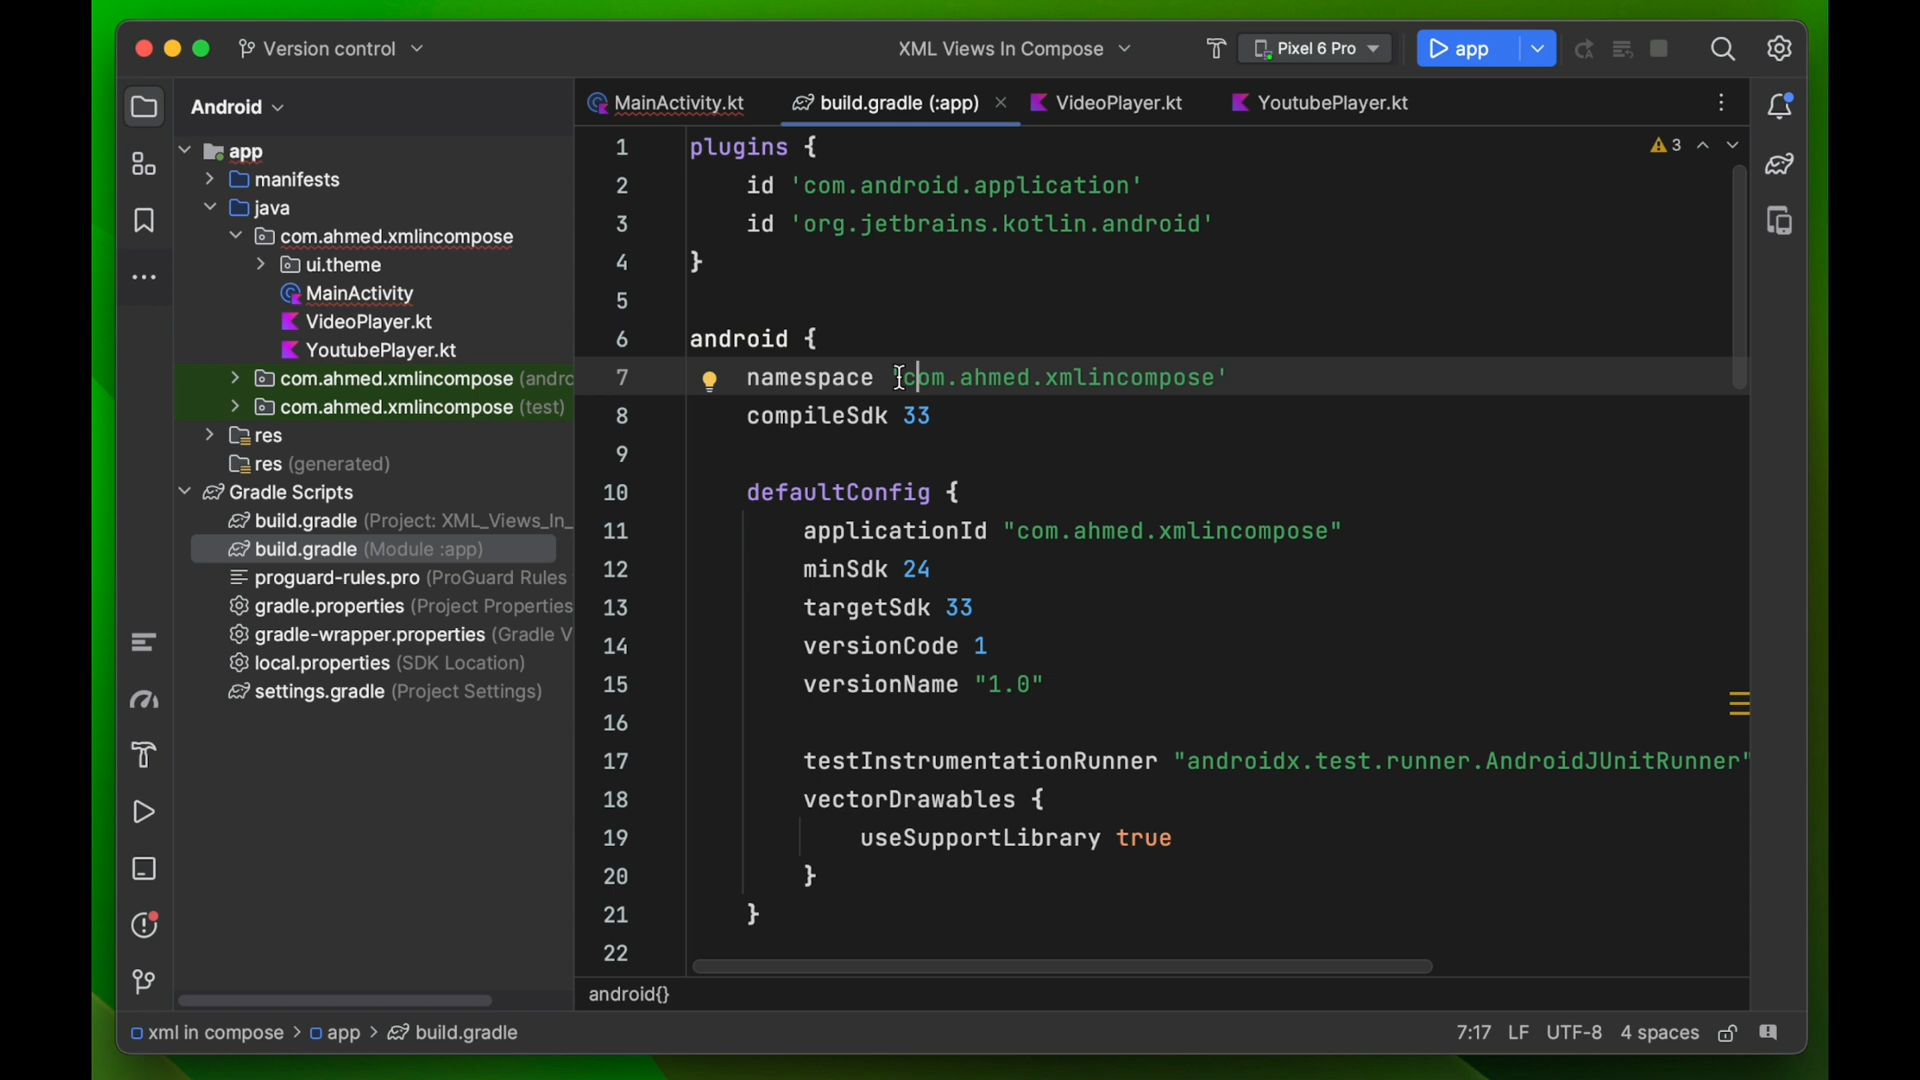 Version control
XML Views In Compose
Pixel 6 Pro
app
Android
MainActivity.kt
build.gradle (:app)
VideoPlayer.kt
YoutubePlayer.kt
app
manifests
java
com.ahmed.xmlincompose
ui.theme
MainActivity
VideoPlayer.kt
YoutubePlayer.kt
com.ahmed.xmlincompose (andro
com.ahmed.xmlincompose (test)
res
res (generated)
Gradle Scripts
build.gradle (Project: XML_Views_In_
build.gradle (Module :app)
proguard-rules.pro (ProGuard Rules
gradle.properties (Project Properties
gradle-wrapper.properties (Gradle V
local.properties (SDK Location)
settings.gradle (Project Settings)
3
1 plugins {
2 id 'com.android.application'
3 id 'org.jetbrains.kotlin.android'
4 }
5
6 android {
7 namespace 'com.ahmed.xmlincompose'
8 compileSdk 33
9
10 defaultConfig {
11 applicationId "com.ahmed.xmlincompose"
12 minSdk 24
13 targetSdk 33
14 versionCode 1
15 versionName "1.0"
16
17 testInstrumentationRunner "androidx.test.runner.AndroidJUnitRunner"
18 vectorDrawables {
19 useSupportLibrary true
20 }
21 }
22
android{}
xml in compose > app > build.gradle
7:17 LF UTF-8 4 spaces